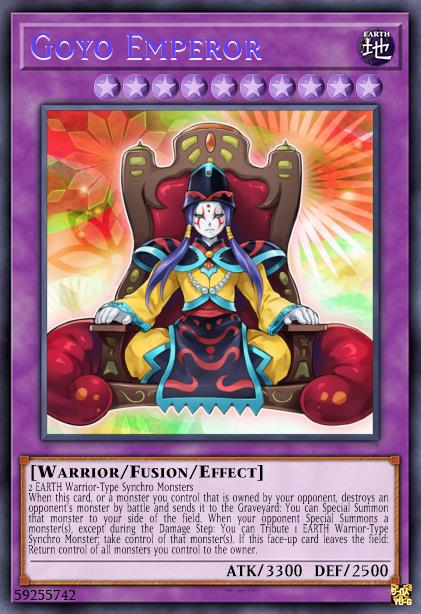 GOYO EMPEROR
EARTH
地
[WARRIOR/FUSION/EFFECT]
2 EARTH Warrior-Type Synchro Monsters
When this card, or a monster you control that is owned by your opponent, destroys an
opponent's monster by battle and sends it to the Graveyard: You can Special Summon
that monster to your side of the field. When your opponent Special Summons a
monster(s), except during the Damage Step: You can Tribute 1 EARTH Warrior-Type
Synchro Monster; take control of that monster(s). If this face-up card leaves the field:
Return control of all monsters you control to the owner.
ATK/3300 DEF/2500
59255742